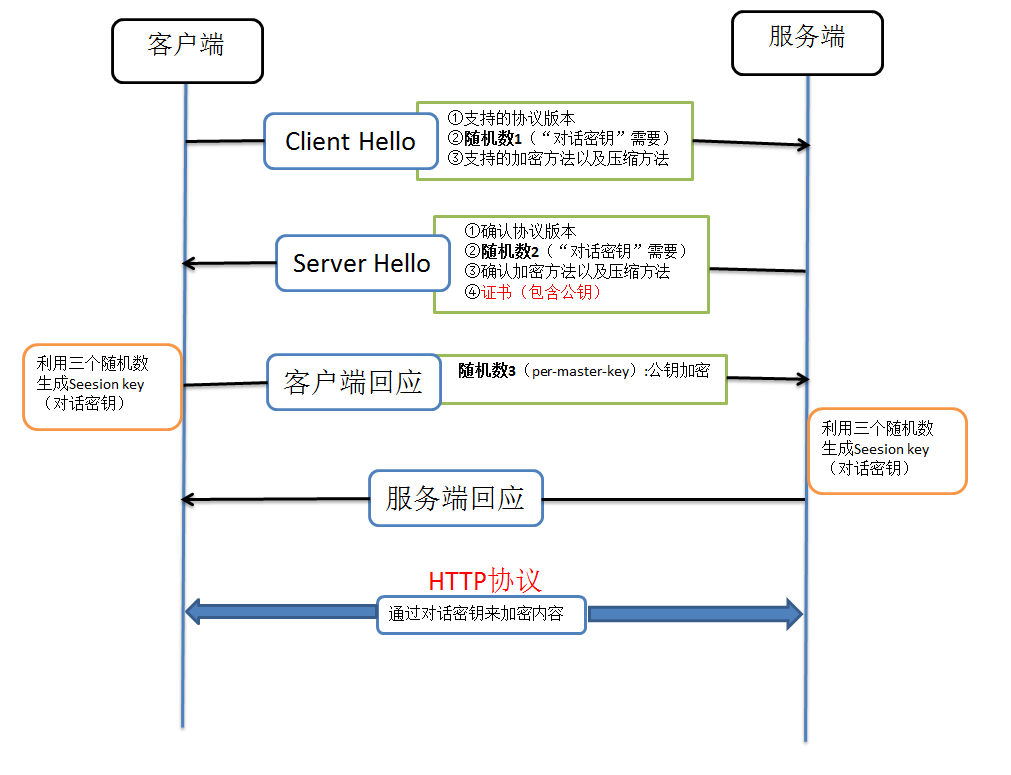 客户端
服务端
Client Hello
①支持的协议版本
②随机数1（“对话密钥”需要）
③支持的加密方法以及压缩方法
Server Hello
①确认协议版本
②随机数2（“对话密钥”需要）
③确认加密方法以及压缩方法
④证书（包含公钥）
利用三个随机数
生成Seesion key
（对话密钥）
客户端回应
随机数3（per-master-key）:公钥加密
利用三个随机数
生成Seesion key
（对话密钥）
服务端回应
HTTP协议
通过对话密钥来加密内容